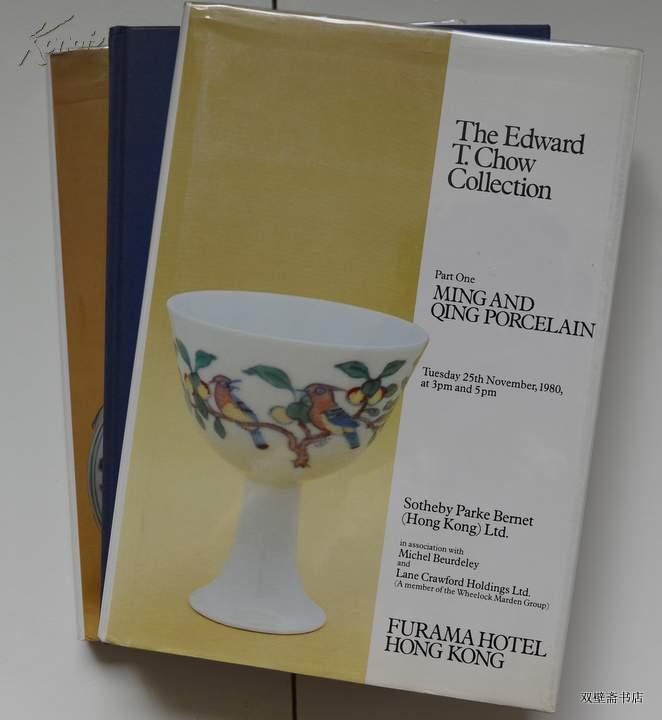 The Edward
T. Chow
Collection
Part One
MING AND
QING PORCELAIN
Tuesday 25th November, 1980,
at 3pm and 5pm
Sotheby Parke Bernet
(Hong Kong) Ltd.
in association with
Michel Beurdeley
and
Lane Crawford Holdings Ltd.
(A member of the Wheelock Marden Group)
FURAMA HOTEL
HONG KONG
双壁斋书店